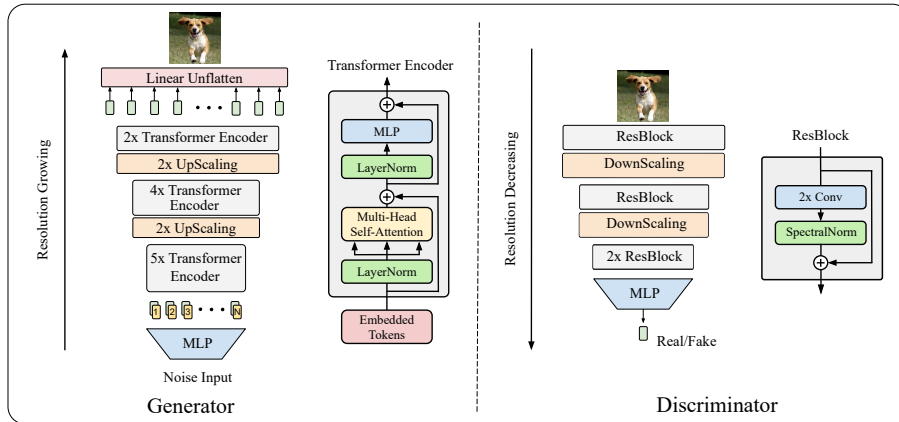 Resolution Growing
Linear Unflatten
2x Transformer Encoder
2x UpScaling
4x Transformer
Encoder
2x UpScaling
5x Transformer
Encoder
1 2 3 N
MLP
Noise Input
Generator
Transformer Encoder
MLP
LayerNorm
Multi-Head
Self-Attention
LayerNorm
Embedded
Tokens
Resolution Decreasing
ResBlock
DownScaling
ResBlock
DownScaling
2x ResBlock
MLP
Real/Fake
ResBlock
2x Conv
SpectralNorm
Discriminator